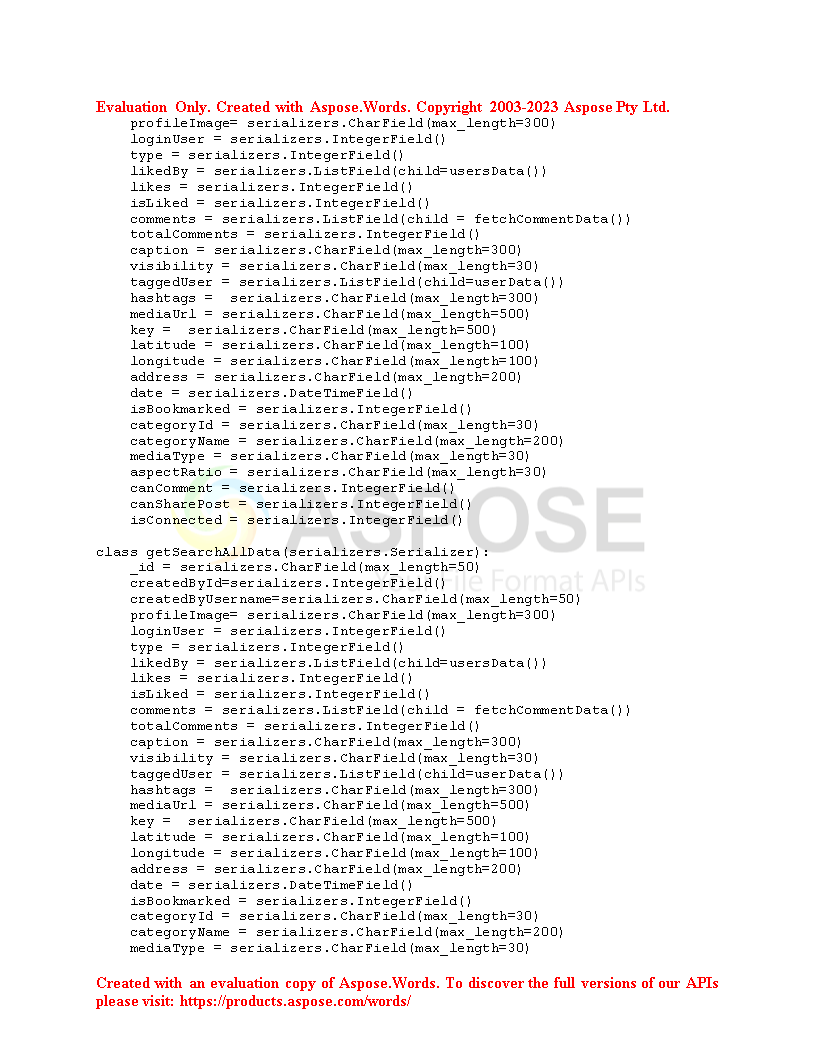 Evaluation Only. Created with Aspose.Words. Copyright 2003-2023 Aspose Pty Ltd.
    profileImage= serializers.CharField(max_length=300)
    loginUser = serializers.IntegerField()
    type = serializers.IntegerField()
    likedBy = serializers.ListField(child=usersData())
    likes = serializers.IntegerField()
    isLiked = serializers.IntegerField()
    comments = serializers.ListField(child = fetchCommentData())
    totalComments = serializers.IntegerField()
    caption = serializers.CharField(max_length=300)
    visibility = serializers.CharField(max_length=30)
    taggedUser = serializers.ListField(child=userData())
    hashtags =  serializers.CharField(max_length=300)
    mediaUrl = serializers.CharField(max_length=500)
    key =  serializers.CharField(max_length=500)
    latitude = serializers.CharField(max_length=100)
    longitude = serializers.CharField(max_length=100)
    address = serializers.CharField(max_length=200)
    date = serializers.DateTimeField()
    isBookmarked = serializers.IntegerField()
    categoryId = serializers.CharField(max_length=30)
    categoryName = serializers.CharField(max_length=200)
    mediaType = serializers.CharField(max_length=30)
    aspectRatio = serializers.CharField(max_length=30)
    canComment = serializers.IntegerField()
    canSharePost = serializers.IntegerField()
    isConnected = serializers.IntegerField()
ASPOSE
File Format APIs
class getSearchAllData(serializers.Serializer):
    _id = serializers.CharField(max_length=50)
    createdById=serializers.IntegerField()
    createdByUsername=serializers.CharField(max_length=50)
    profileImage= serializers.CharField(max_length=300)
    loginUser = serializers.IntegerField()
    type = serializers.IntegerField()
    likedBy = serializers.ListField(child=usersData())
    likes = serializers.IntegerField()
    isLiked = serializers.IntegerField()
    comments = serializers.ListField(child = fetchCommentData())
    totalComments = serializers.IntegerField()
    caption = serializers.CharField(max_length=300)
    visibility = serializers.CharField(max_length=30)
    taggedUser = serializers.ListField(child=userData())
    hashtags =  serializers.CharField(max_length=300)
    mediaUrl = serializers.CharField(max_length=500)
    key =  serializers.CharField(max_length=500)
    latitude = serializers.CharField(max_length=100)
    longitude = serializers.CharField(max_length=100)
    address = serializers.CharField(max_length=200)
    date = serializers.DateTimeField()
    isBookmarked = serializers.IntegerField()
    categoryId = serializers.CharField(max_length=30)
    categoryName = serializers.CharField(max_length=200)
    mediaType = serializers.CharField(max_length=30)
Created with an evaluation copy of Aspose.Words. To discover the full versions of our APIs
please visit: https://products.aspose.com/words/